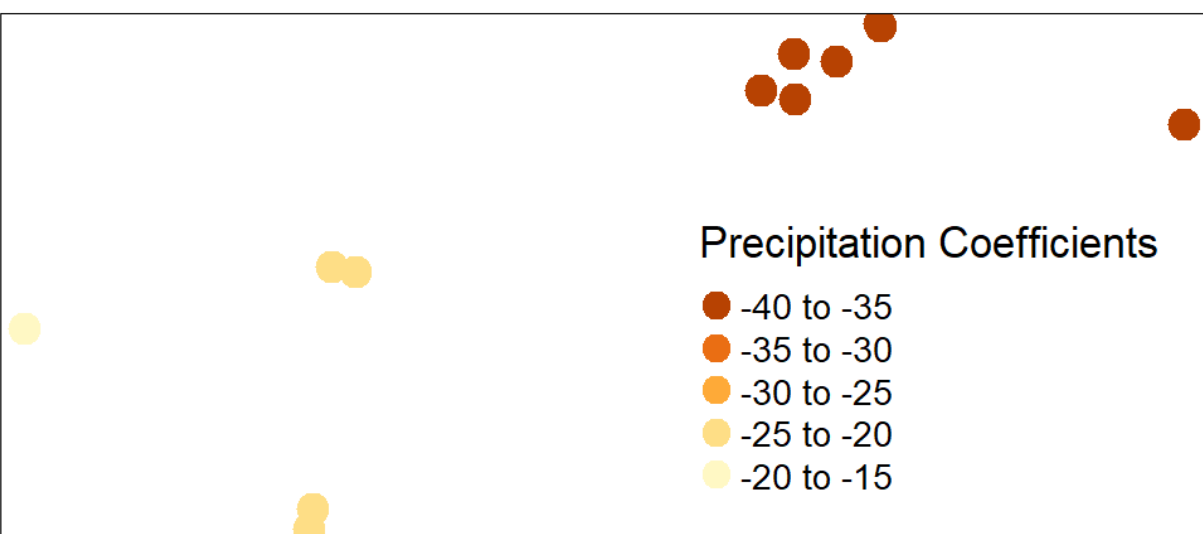 Precipitation Coefficients
-40 to -35
-35 to -30
-30 to -25
-25 to -20
-20 to -15